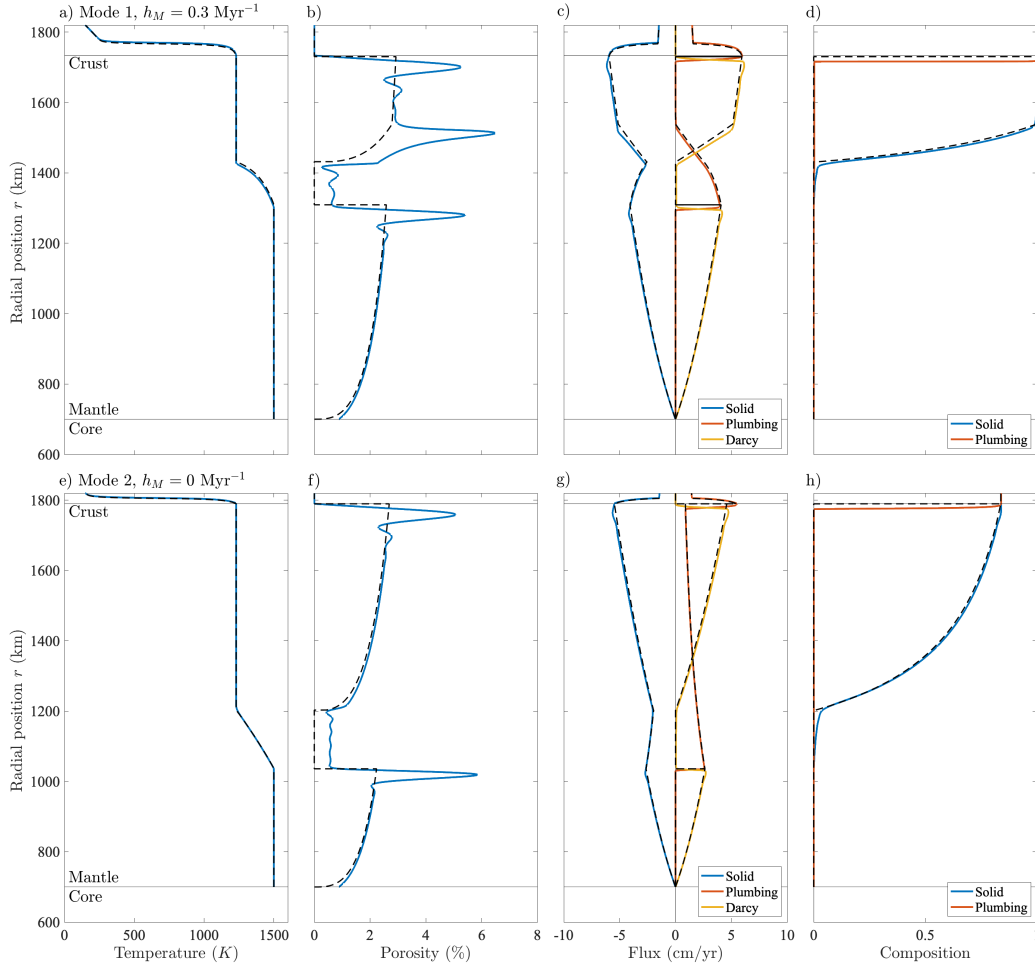 a) Mode 1, h_M = 0.3 Myr⁻¹
b)
c)
d)
1800
1600
1400
1200
1000
800
600
Radial position r (km)
Crust
Mantle
Core
Solid
Plumbing
Darcy
Solid
Plumbing
e) Mode 2, h_M = 0 Myr⁻¹
f)
g)
h)
1800
1600
1400
1200
1000
800
600
Radial position r (km)
Crust
Mantle
Core
Solid
Plumbing
Darcy
Solid
Plumbing
0 500 1000 1500
Temperature (K)
0 2 4 6 8
Porosity (%)
-10 -5 0 5 10
Flux (cm/yr)
0.5
Composition